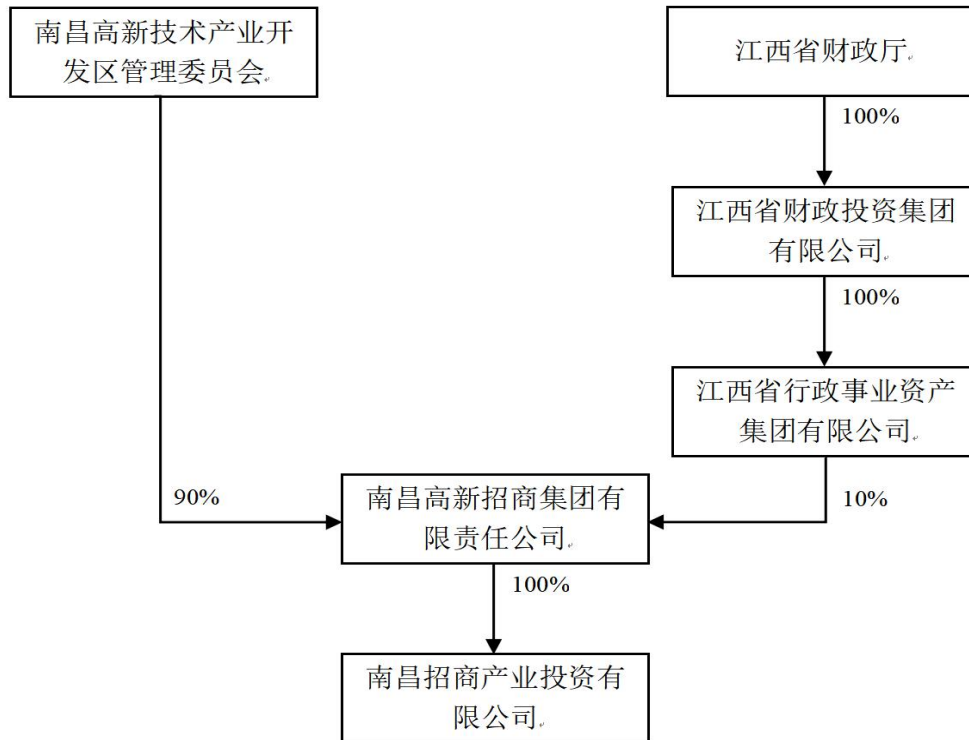 南昌高新技术产业开
发区管理委员会
江西省财政厅
100%
江西省财政投资集团
有限公司
100%
江西省行政事业资产
集团有限公司
90%
10%
南昌高新招商集团有
限责任公司
100%
南昌招商产业投资有
限公司